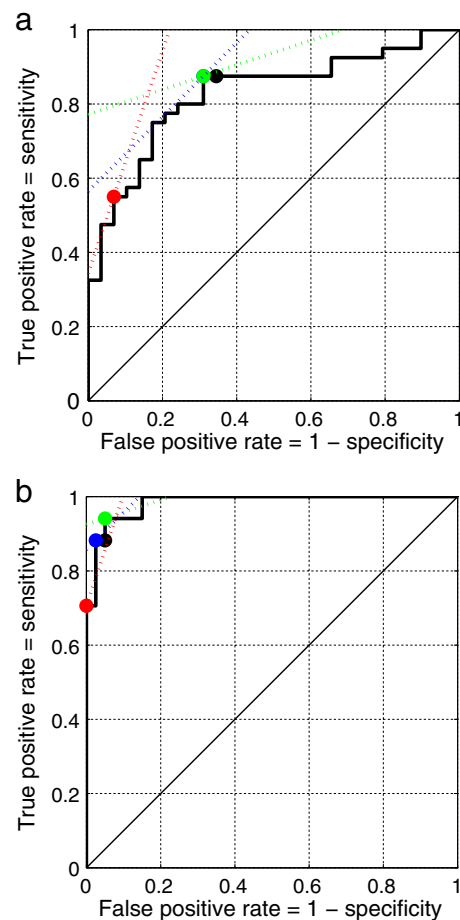 a
1
0.8
0.6
0.4
0.2
0
True positive rate = sensitivity
0 0.2 0.4 0.6 0.8 1
False positive rate = 1 − specificity
b
1
0.8
0.6
0.4
0.2
0
True positive rate = sensitivity
0 0.2 0.4 0.6 0.8 1
False positive rate = 1 − specificity